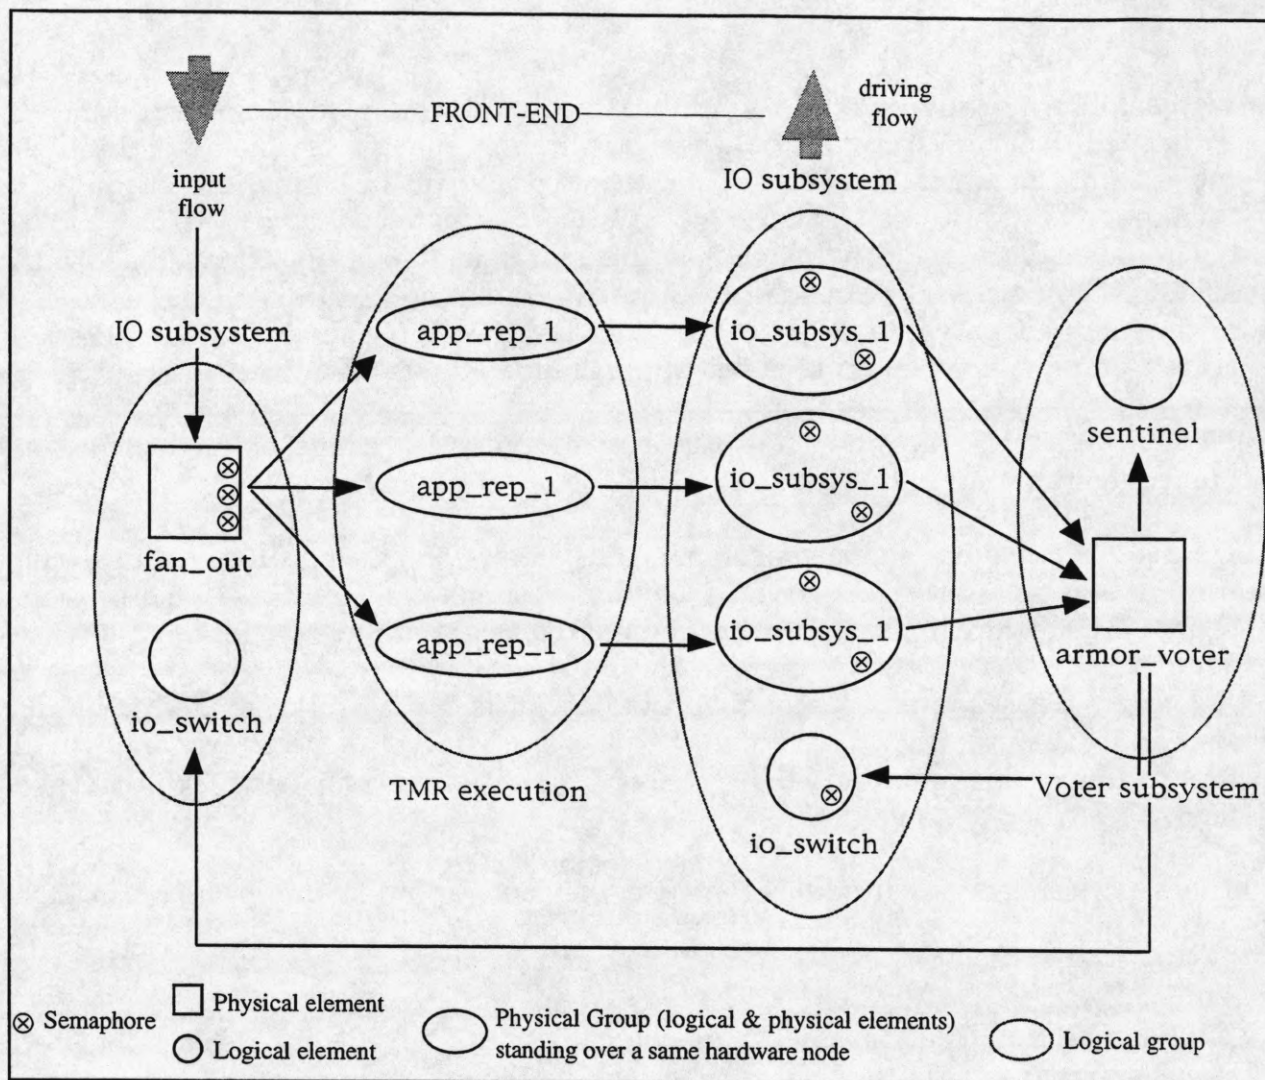 driving
FRONT-END
flow
input
flow
IO subsystem
IO subsystem
app_rep_1
io_subsys_1
sentinel
app_rep_1
io_subsys_1
fan_out
app_rep_1
io_subsys_1
armor_voter
io_switch
TMR execution
Voter subsystem
io_switch
Physical element
Semaphore
Logical element
Physical Group (logical & physical elements)
standing over a same hardware node
Logical group